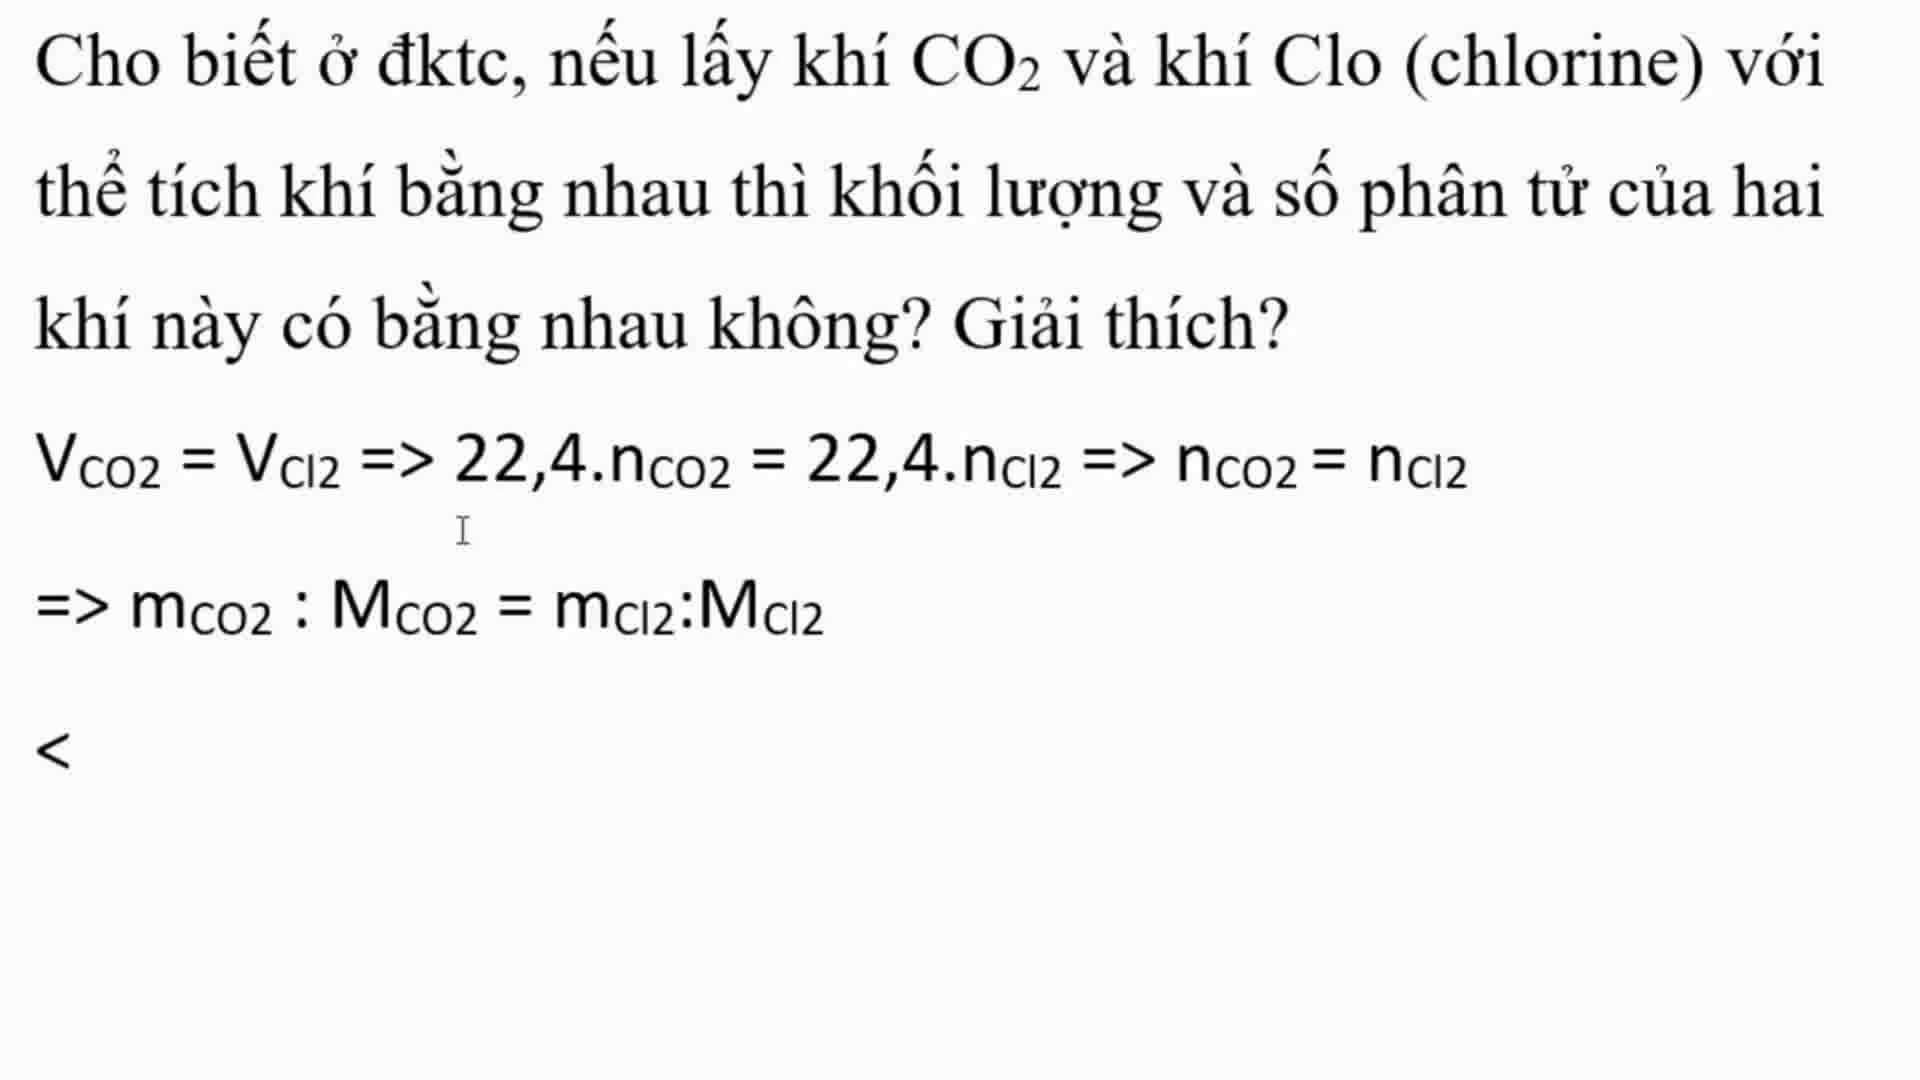 Cho biết ở đktc, nếu lấy khí CO₂ và khí Clo (chlorine) với
thể tích khí bằng nhau thì khối lượng và số phân tử của hai
khí này có bằng nhau không? Giải thích?
VCO2 = VCl2 => 22,4.nCO2 = 22,4.nCl2 => nCO2 = nCl2
=> mCO2 : MCO2 = mCl2:MCl2
<